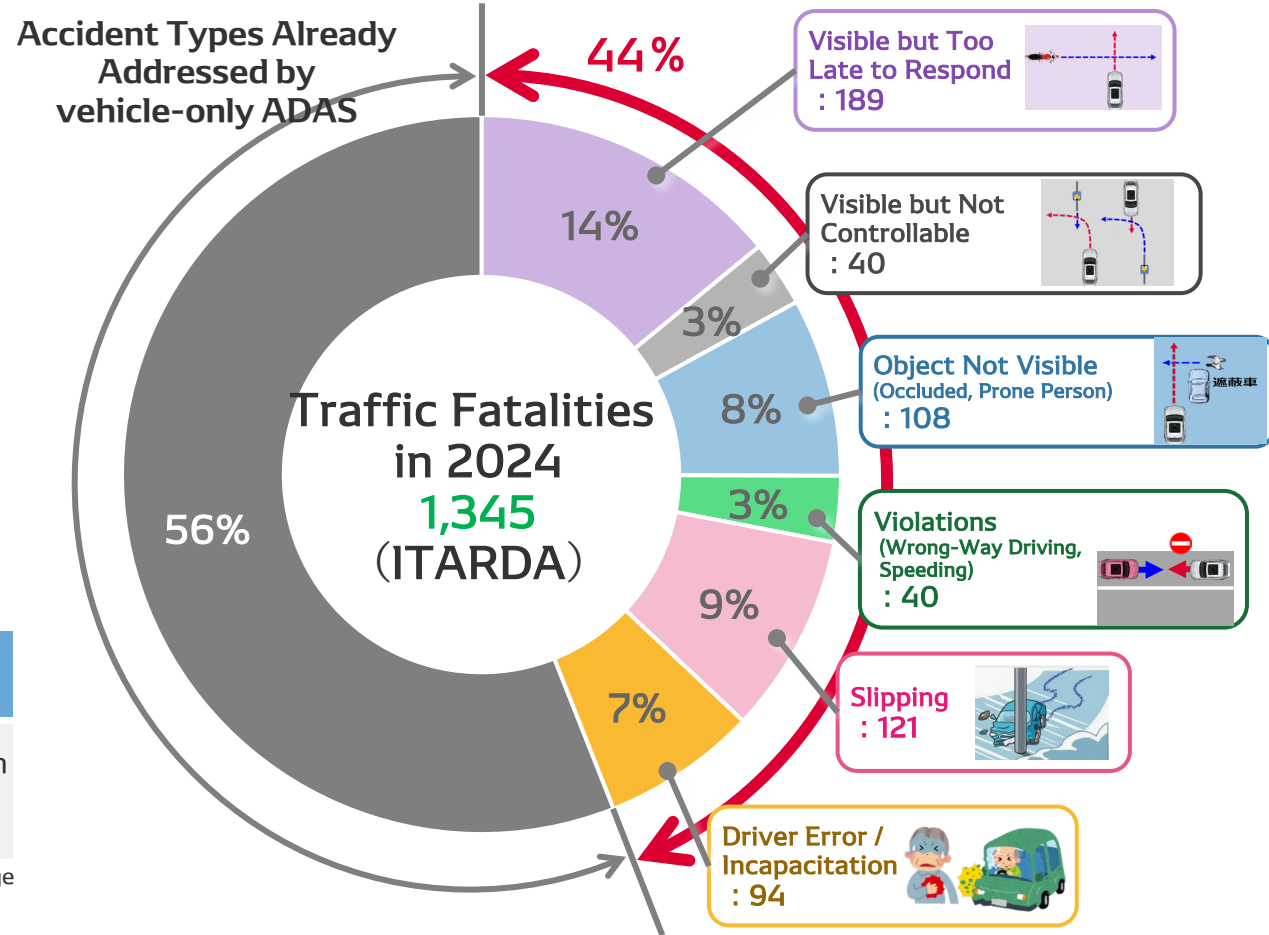 Accident Types Already
Addressed by
vehicle-only ADAS
44%
Visible but Too
Late to Respond
: 189
Visible but Not
Controllable
: 40
Object Not Visible
(Occluded, Prone Person)
: 108
遮蔽車
Violations
(Wrong-Way Driving,
Speeding)
: 40
Slipping
: 121
Driver Error /
Incapacitation
: 94
14%
3%
8%
3%
9%
7%
56%
Traffic Fatalities
in 2024
1,345
(ITARDA)